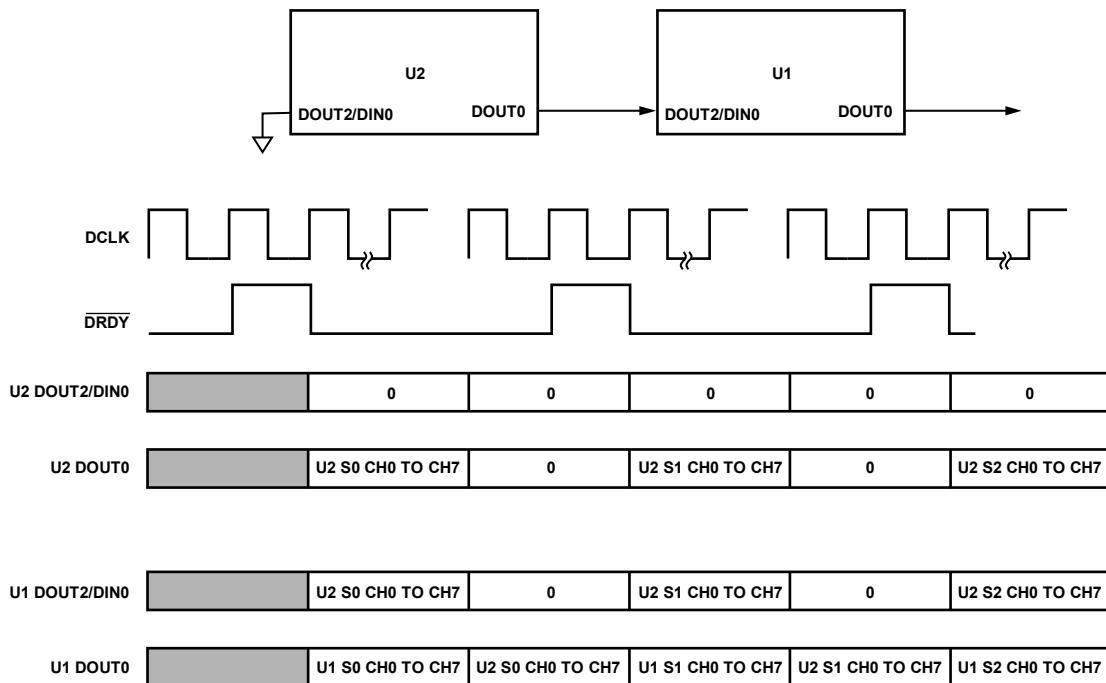 U2 U1
DOUT2/DIN0 DOUT0 DOUT2/DIN0 DOUT0
DCLK
DRDY
U2 DOUT2/DIN0 0 0 0 0 0
U2 DOUT0 U2 S0 CH0 TO CH7 0 U2 S1 CH0 TO CH7 0 U2 S2 CH0 TO CH7
U1 DOUT2/DIN0 U2 S0 CH0 TO CH7 0 U2 S1 CH0 TO CH7 0 U2 S2 CH0 TO CH7
U1 DOUT0 U1 S0 CH0 TO CH7 U2 S0 CH0 TO CH7 U1 S1 CH0 TO CH7 U2 S1 CH0 TO CH7 U1 S2 CH0 TO CH7